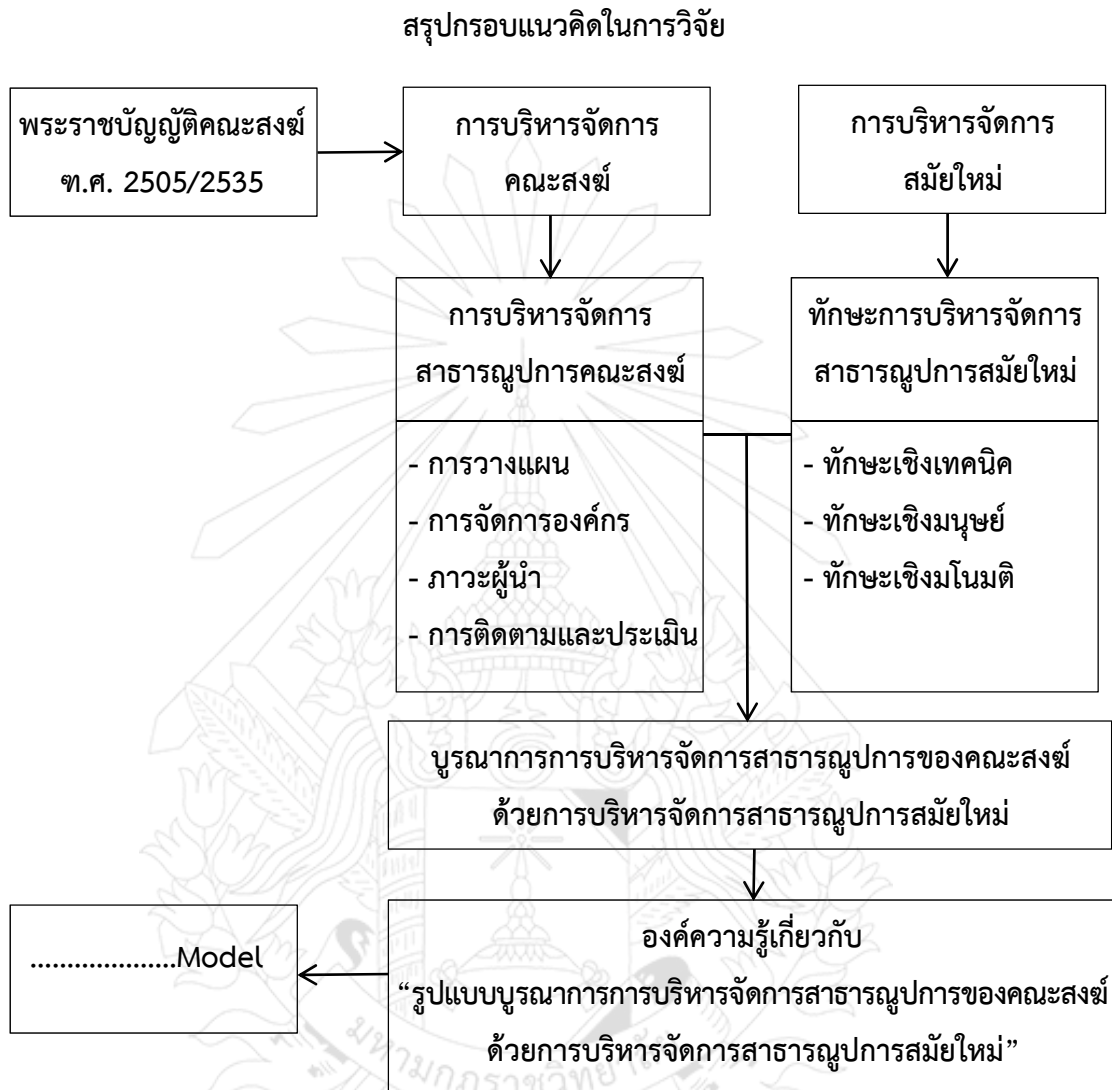 สรุปกรอบแนวคิดในการวิจัย
พระราชบัญญัติคณะสงฆ์
ฑ.ศ. 2505/2535
การบริหารจัดการ
คณะสงฆ์
การบริหารจัดการ
สมัยใหม่
การบริหารจัดการ
สาธารณูปการคณะสงฆ์
- การวางแผน
- การจัดการองค์กร
- ภาวะผู้นำ
- การติดตามและประเมิน
ทักษะการบริหารจัดการ
สาธารณูปการสมัยใหม่
- ทักษะเชิงเทคนิค
- ทักษะเชิงมนุษย์
- ทักษะเชิงมโนมติ
บูรณาการการบริหารจัดการสาธารณูปการของคณะสงฆ์
ด้วยการบริหารจัดการสาธารณูปการสมัยใหม่
องค์ความรู้เกี่ยวกับ
“รูปแบบบูรณาการการบริหารจัดการสาธารณูปการของคณะสงฆ์
ด้วยการบริหารจัดการสาธารณูปการสมัยใหม่”
....................Model
มหามกุฏราชวิทยาลัย